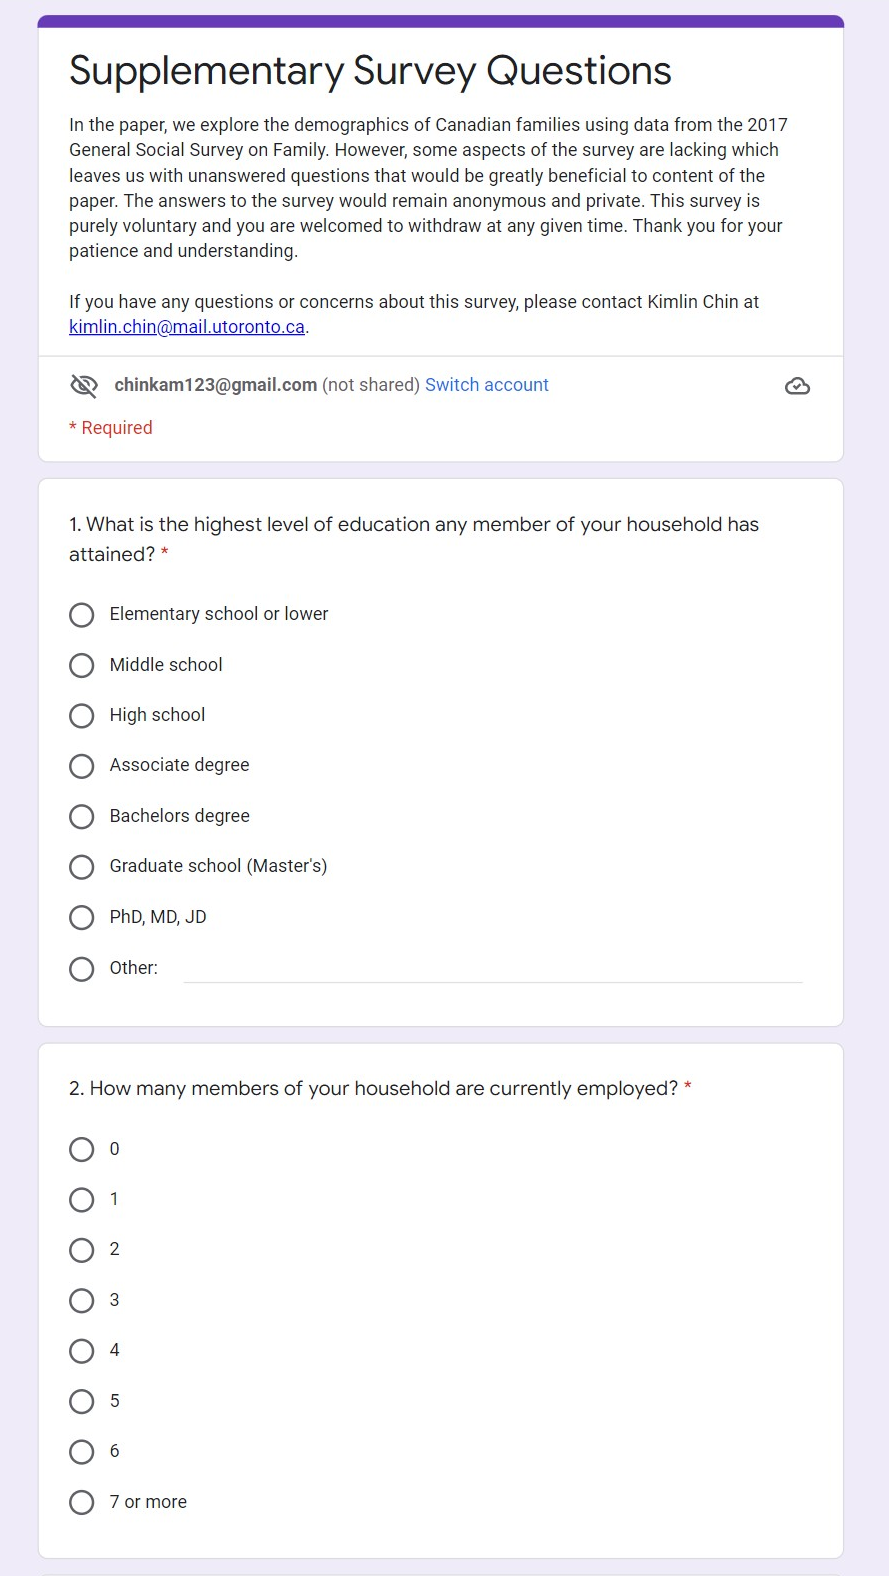 Supplementary Survey Questions
In the paper, we explore the demographics of Canadian families using data from the 2017
General Social Survey on Family. However, some aspects of the survey are lacking which
leaves us with unanswered questions that would be greatly beneficial to content of the
paper. The answers to the survey would remain anonymous and private. This survey is
purely voluntary and you are welcomed to withdraw at any given time. Thank you for your
patience and understanding.
If you have any questions or concerns about this survey, please contact Kimlin Chin at
kimlin.chin@mail.utoronto.ca.
chinkam123@gmail.com (not shared) Switch account
* Required
1. What is the highest level of education any member of your household has
attained? *
Elementary school or lower
Middle school
High school
Associate degree
Bachelors degree
Graduate school (Master's)
PhD, MD, JD
Other:
2. How many members of your household are currently employed? *
0
1
2
3
4
5
6
7 or more